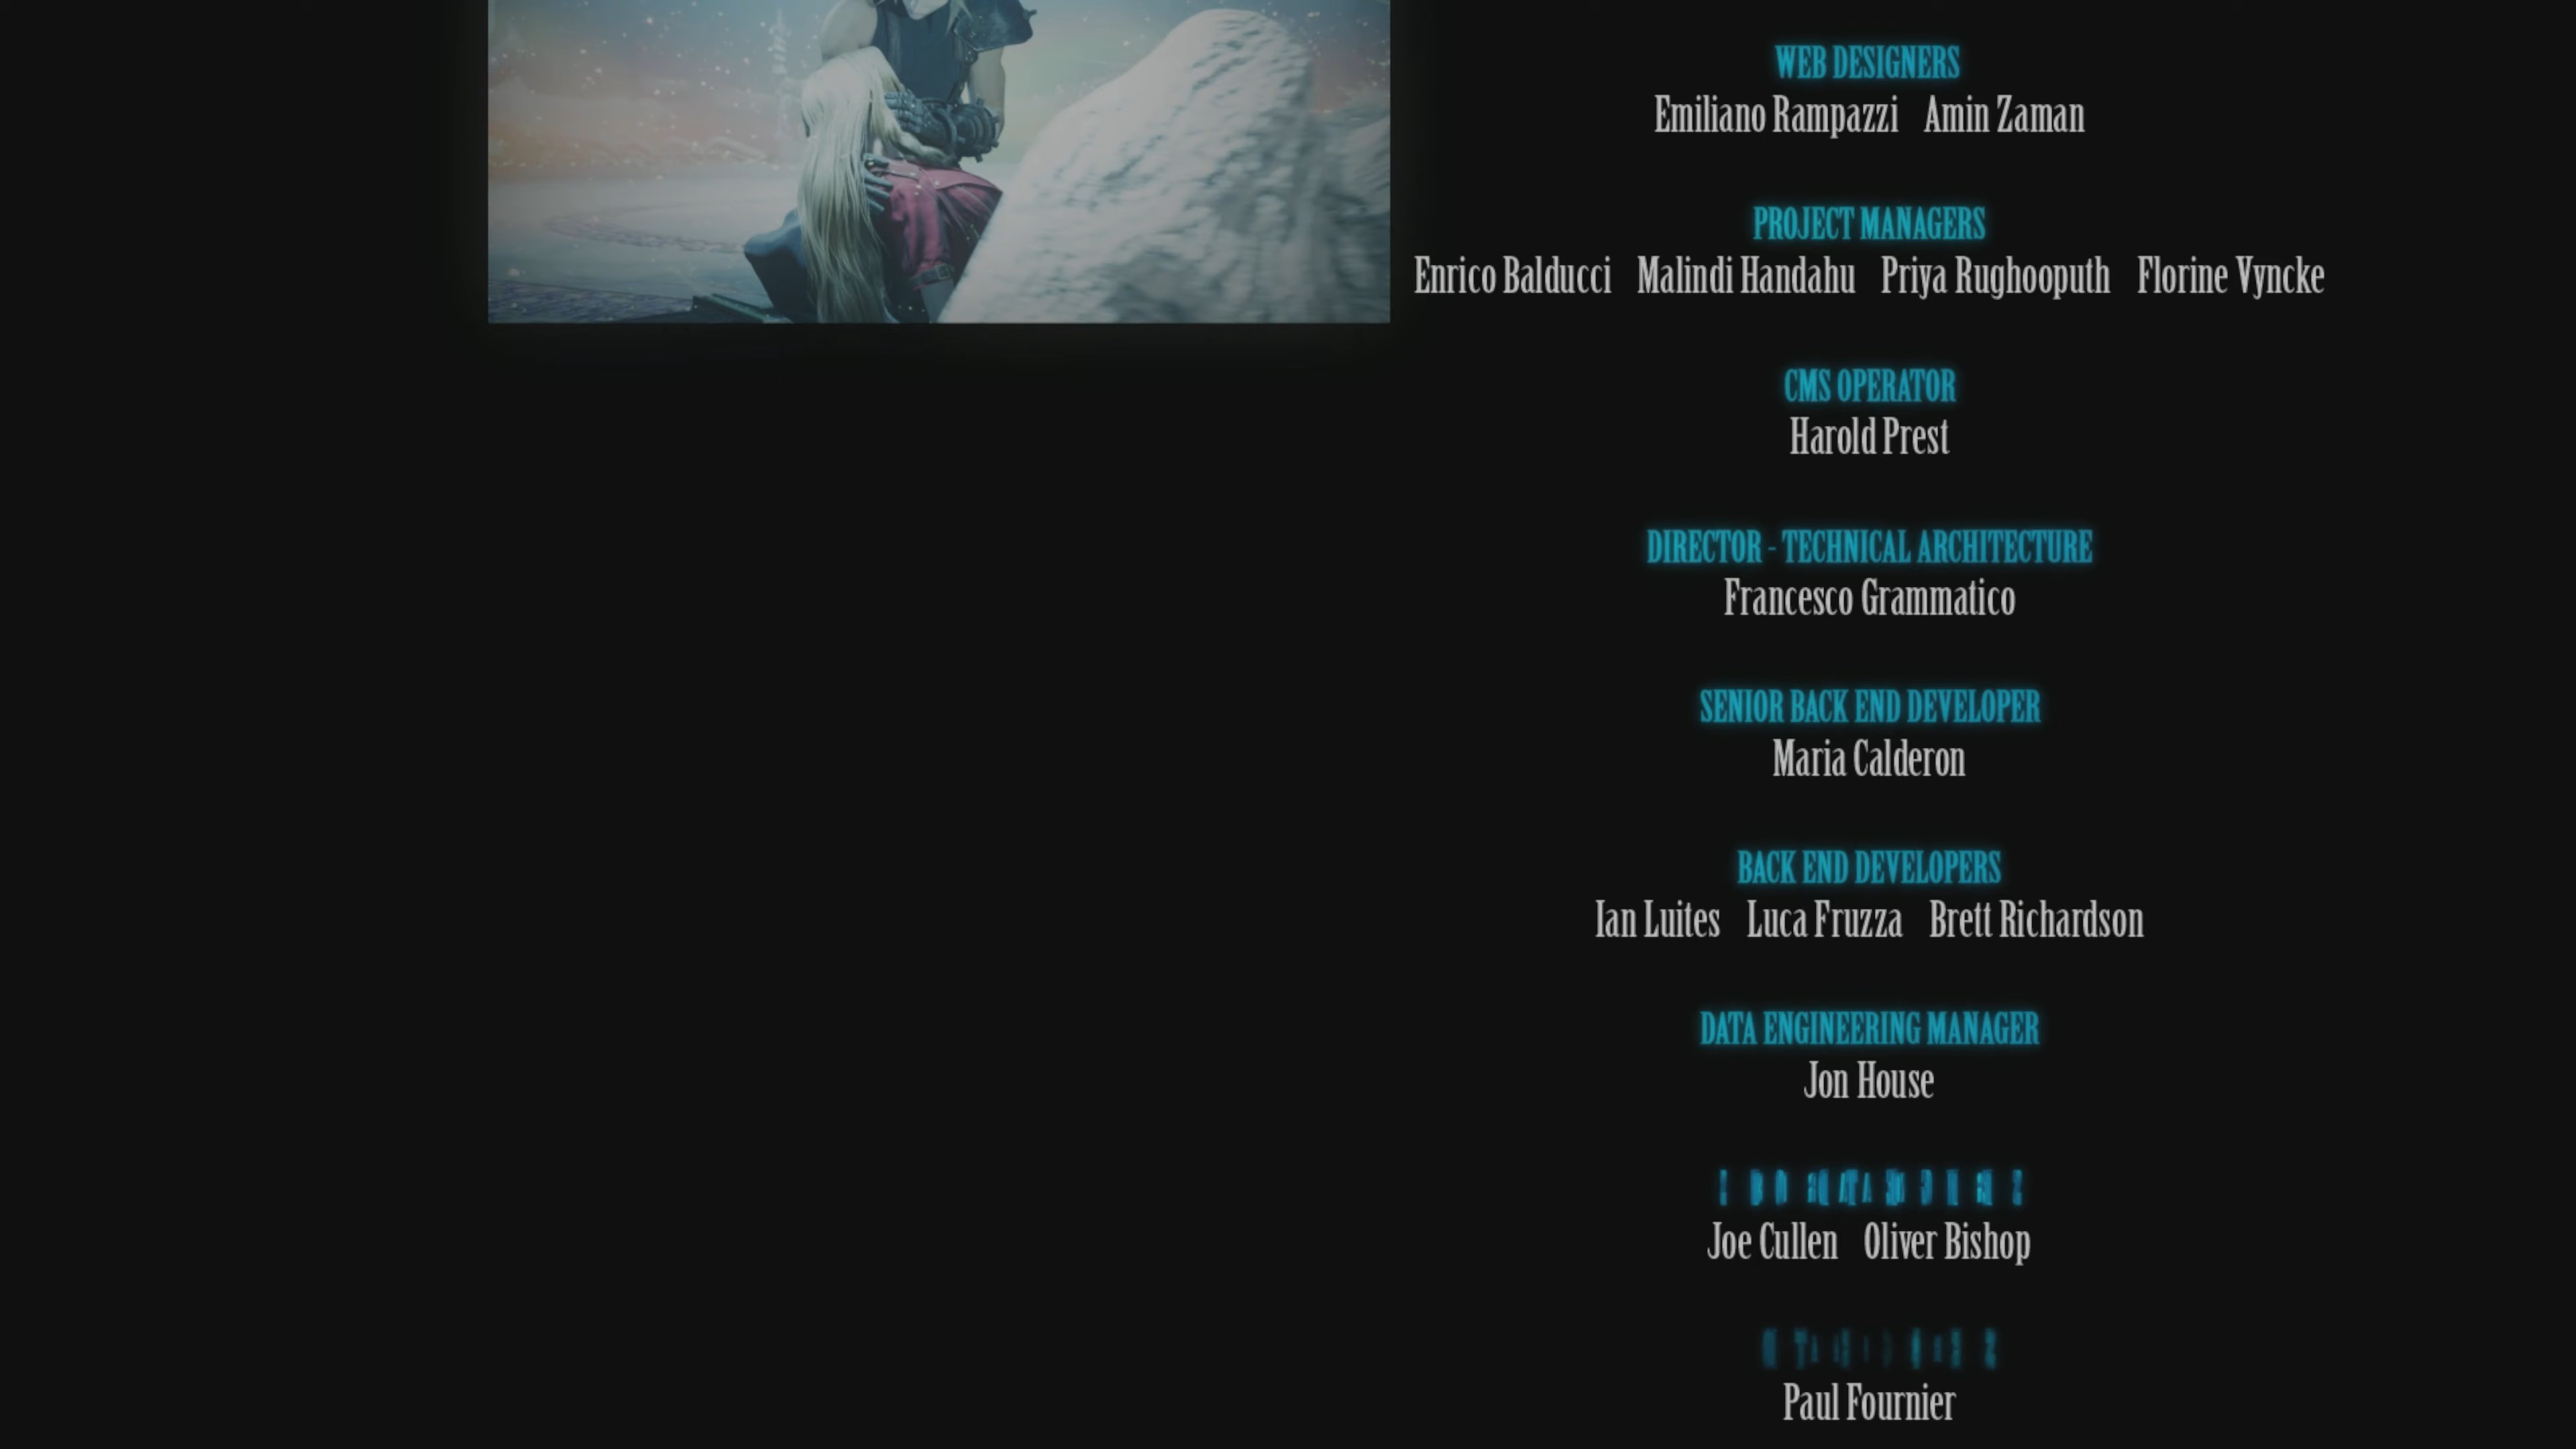 WEB DESIGNERS
Emiliano Rampazzi Amin Zaman
PROJECT MANAGERS
Enrico Balducci Malindi Handahu Priya Rughooputh Florine Vyncke
CMS OPERATOR
Harold Prest
DIRECTOR - TECHNICAL ARCHITECTURE
Francesco Grammatico
SENIOR BACK END DEVELOPER
Maria Calderon
BACK END DEVELOPERS
Ian Luites Luca Fruzza Brett Richardson
DATA ENGINEERING MANAGER
Jon House
Joe Cullen Oliver Bishop
Paul Fournier